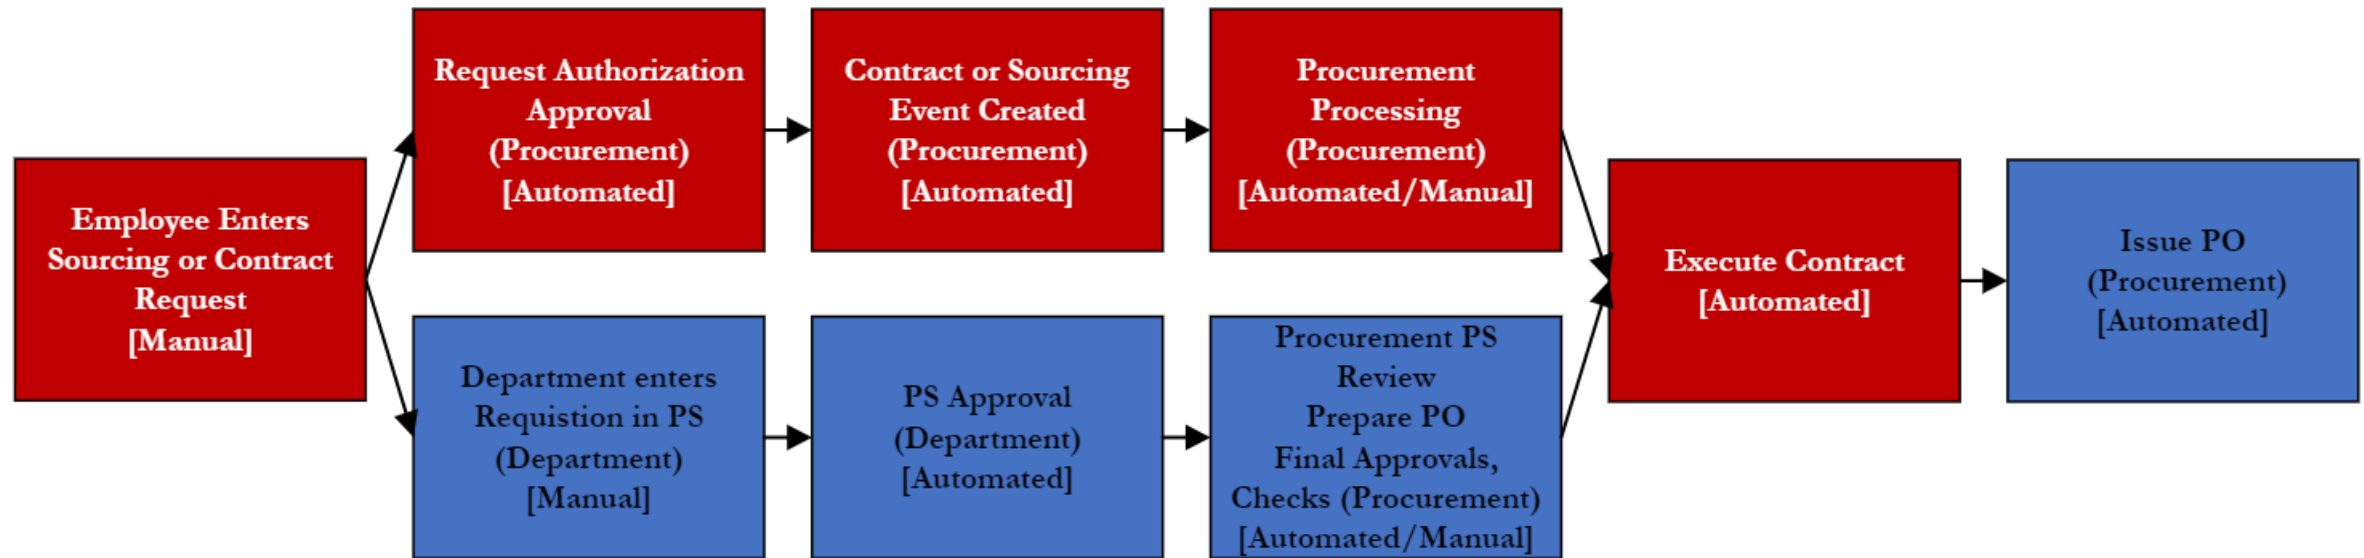 Employee Enters
Sourcing or Contract
Request
[Manual]
Request Authorization
Approval
(Procurement)
[Automated]
Contract or Sourcing
Event Created
(Procurement)
[Automated]
Procurement
Processing
(Procurement)
[Automated/Manual]
Department enters
Requistion in PS
(Department)
[Manual]
PS Approval
(Department)
[Automated]
Procurement PS
Review
Prepare PO
Final Approvals,
Checks (Procurement)
[Automated/Manual]
Execute Contract
[Automated]
Issue PO
(Procurement)
[Automated]